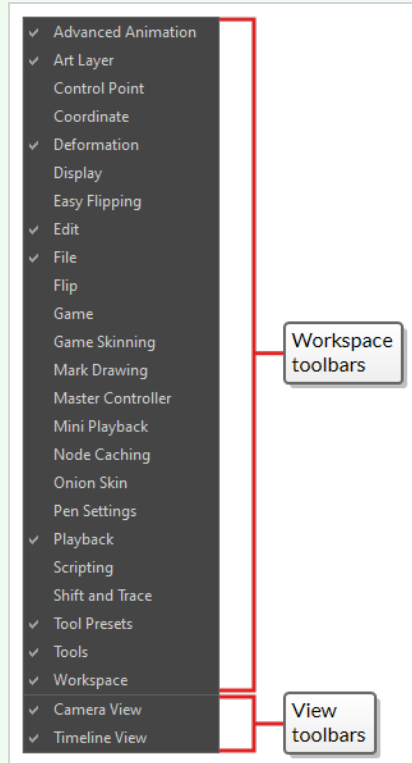 Advanced Animation
Art Layer
Control Point
Coordinate
Deformation
Display
Easy Flipping
Edit
File
Flip
Game
Game Skinning
Mark Drawing
Master Controller
Mini Playback
Node Caching
Onion Skin
Pen Settings
Playback
Scripting
Shift and Trace
Tool Presets
Tools
Workspace
Camera View
Timeline View
Workspace
toolbars
View
toolbars